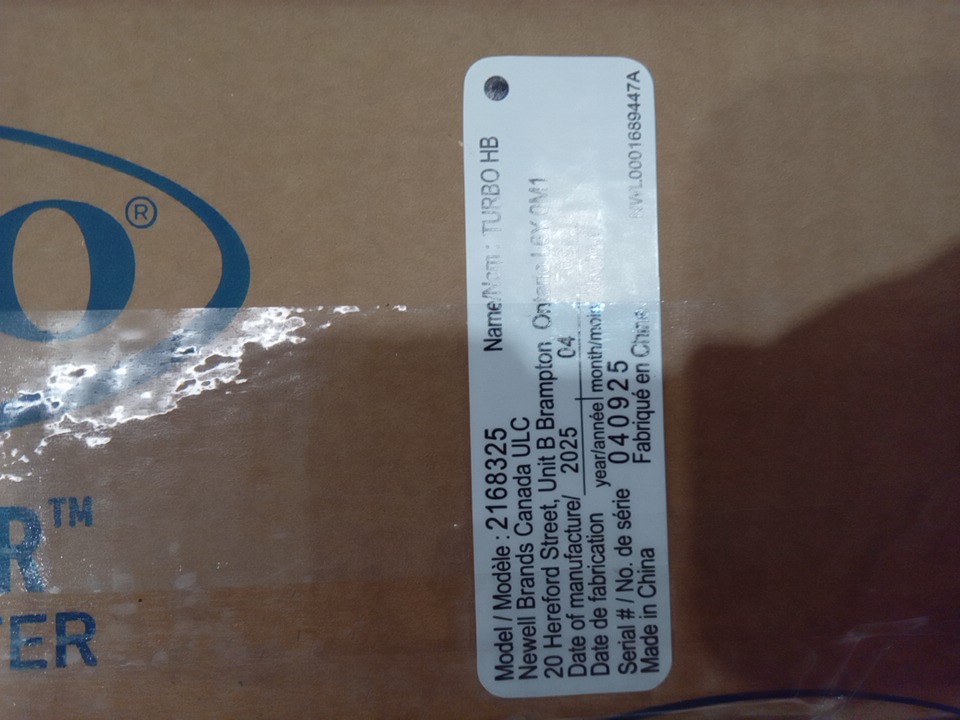 O®
R™
TER
Model / Modèle : 2168325 Name/Nom : TURBO HB
Newell Brands Canada ULC
20 Hereford Street, Unit B Brampton Ontario L6Y 0M1
Date of manufacture/ 2025 04
Date de fabrication year/année month/mois
Serial # / No. de série 040925
Made in China Fabriqué en Chine
NWL0001689447A